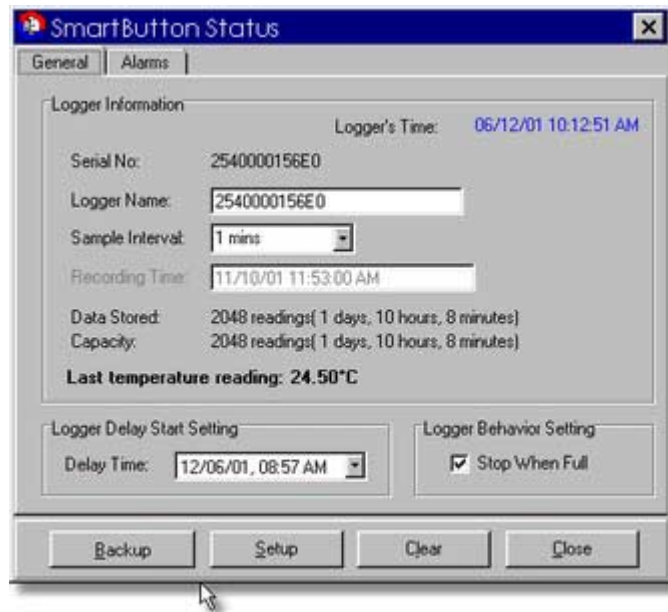 SmartButton Status
General Alarms
Logger Information
Logger's Time: 06/12/01 10:12:51 AM
Serial No: 2540000156E0
Logger Name: 2540000156E0
Sample Interval: 1 mins
Recording Time: 11/10/01 11:53:00 AM
Data Stored: 2048 readings( 1 days, 10 hours, 8 minutes)
Capacity: 2048 readings( 1 days, 10 hours, 8 minutes)
Last temperature reading: 24.50°C
Logger Delay Start Setting
Delay Time: 12/06/01, 08:57 AM
Logger Behavior Setting
Stop When Full
Backup Setup Clear Close